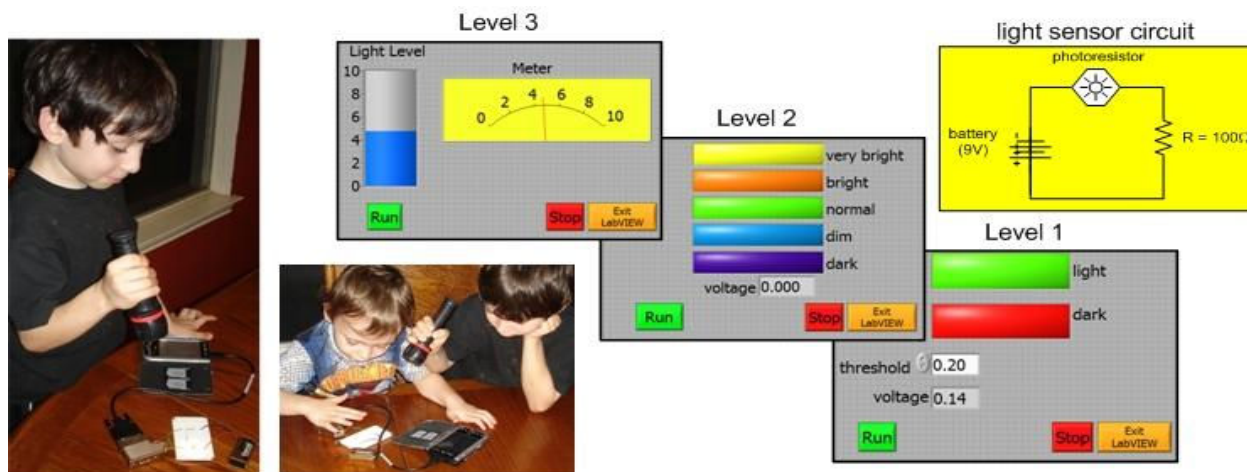 Level 3
Light Level
10
8
6
4
2
0
Meter
0 2 4 6 8 10
Run
Stop
Exit
LabVIEW
Level 2
very bright
bright
normal
dim
dark
voltage 0.000
Run
Stop
Exit
LabVIEW
light sensor circuit
photoresistor
battery
(9V)
R = 100Ω
Level 1
light
dark
threshold 0.20
voltage 0.14
Run
Stop
Exit
LabVIEW